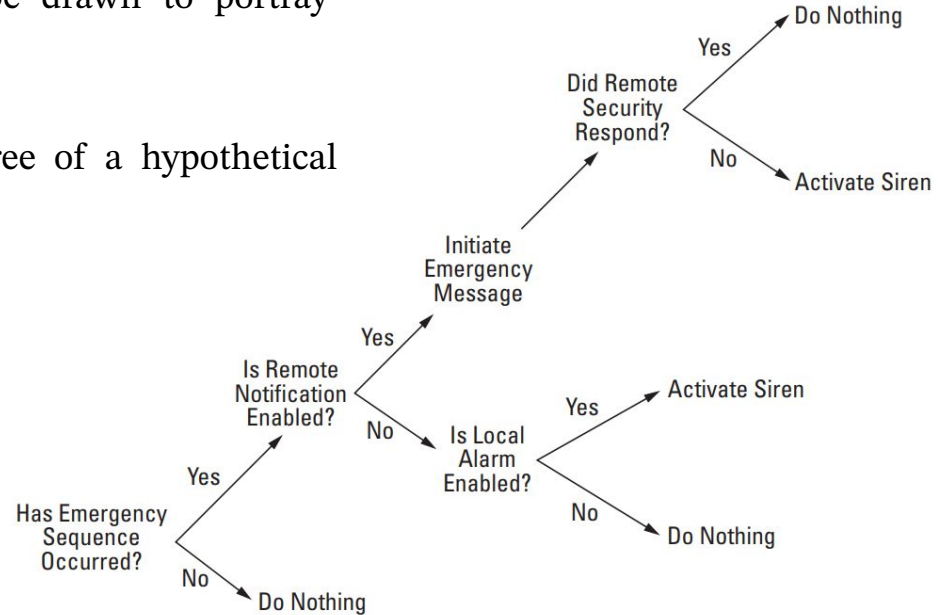 be drawn to portray
Do Nothing
Yes
Did Remote
Security
Respond?
No
Activate Siren
ree of a hypothetical
Initiate
Emergency
Message
Yes
Is Remote
Notification
Enabled?
No
Activate Siren
Yes
Is Local
Alarm
Enabled?
No
Do Nothing
Yes
Has Emergency
Sequence
Occurred?
No
Do Nothing